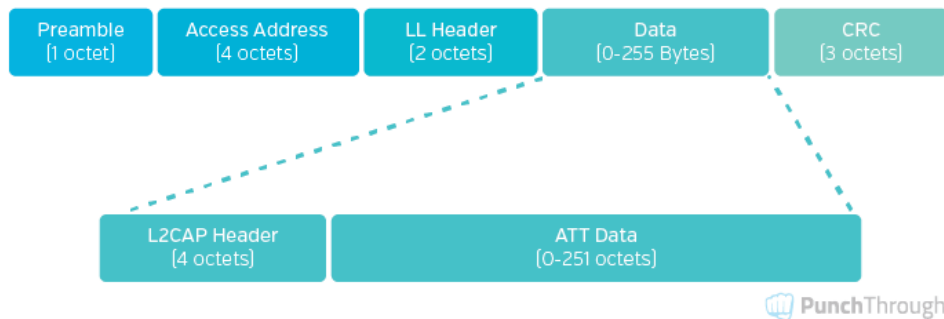 Preamble
(1 octet)
Access Address
(4 octets)
LL Header
(2 octets)
Data
(0-255 Bytes)
CRC
(3 octets)
L2CAP Header
(4 octets)
ATT Data
(0-251 octets)
PunchThrough